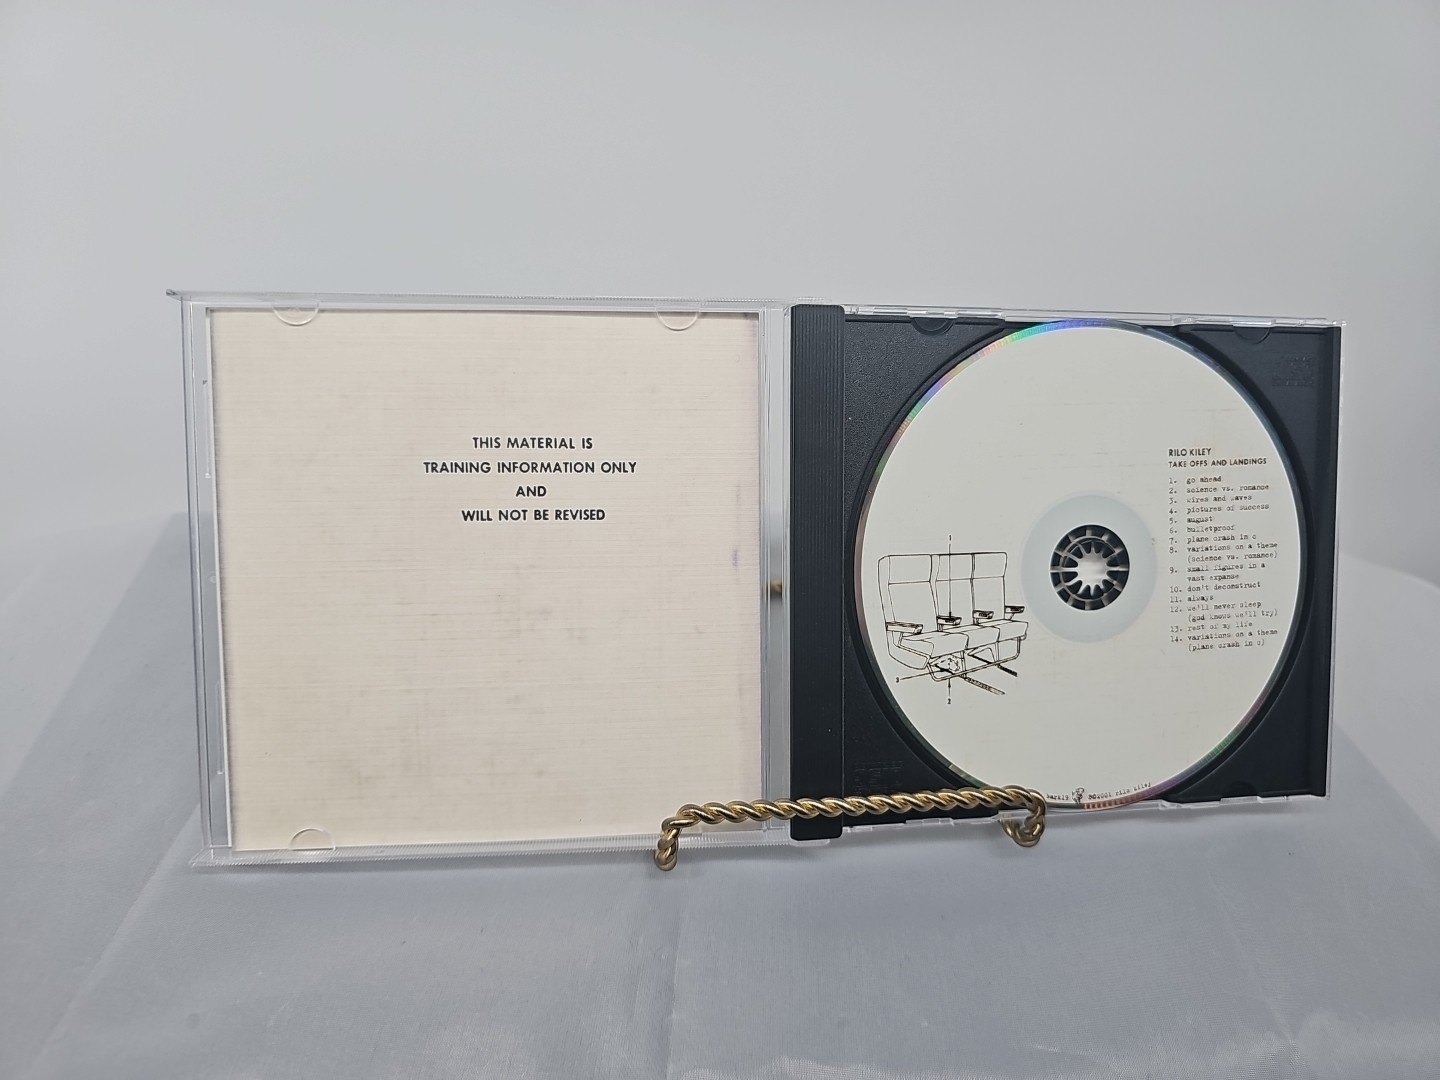 THIS MATERIAL IS
TRAINING INFORMATION ONLY
AND
WILL NOT BE REVISED
RILO KILEY
TAKE OFFS AND LANDINGS
1. go ahead
2. science vs. romance
3. wires and waves
4. pictures of success
5. august
6. bulletproof
7. plane crash in c
8. variations on a theme
(science vs. romance)
9. small figures in a
vast expanse
10. don't deconstruct
11. always
12. we'll never sleep
(god knows we'll try)
13. rest of my life
14. variations on a theme
(plane crash in c)
1
3
2
©2001 rilo kiley